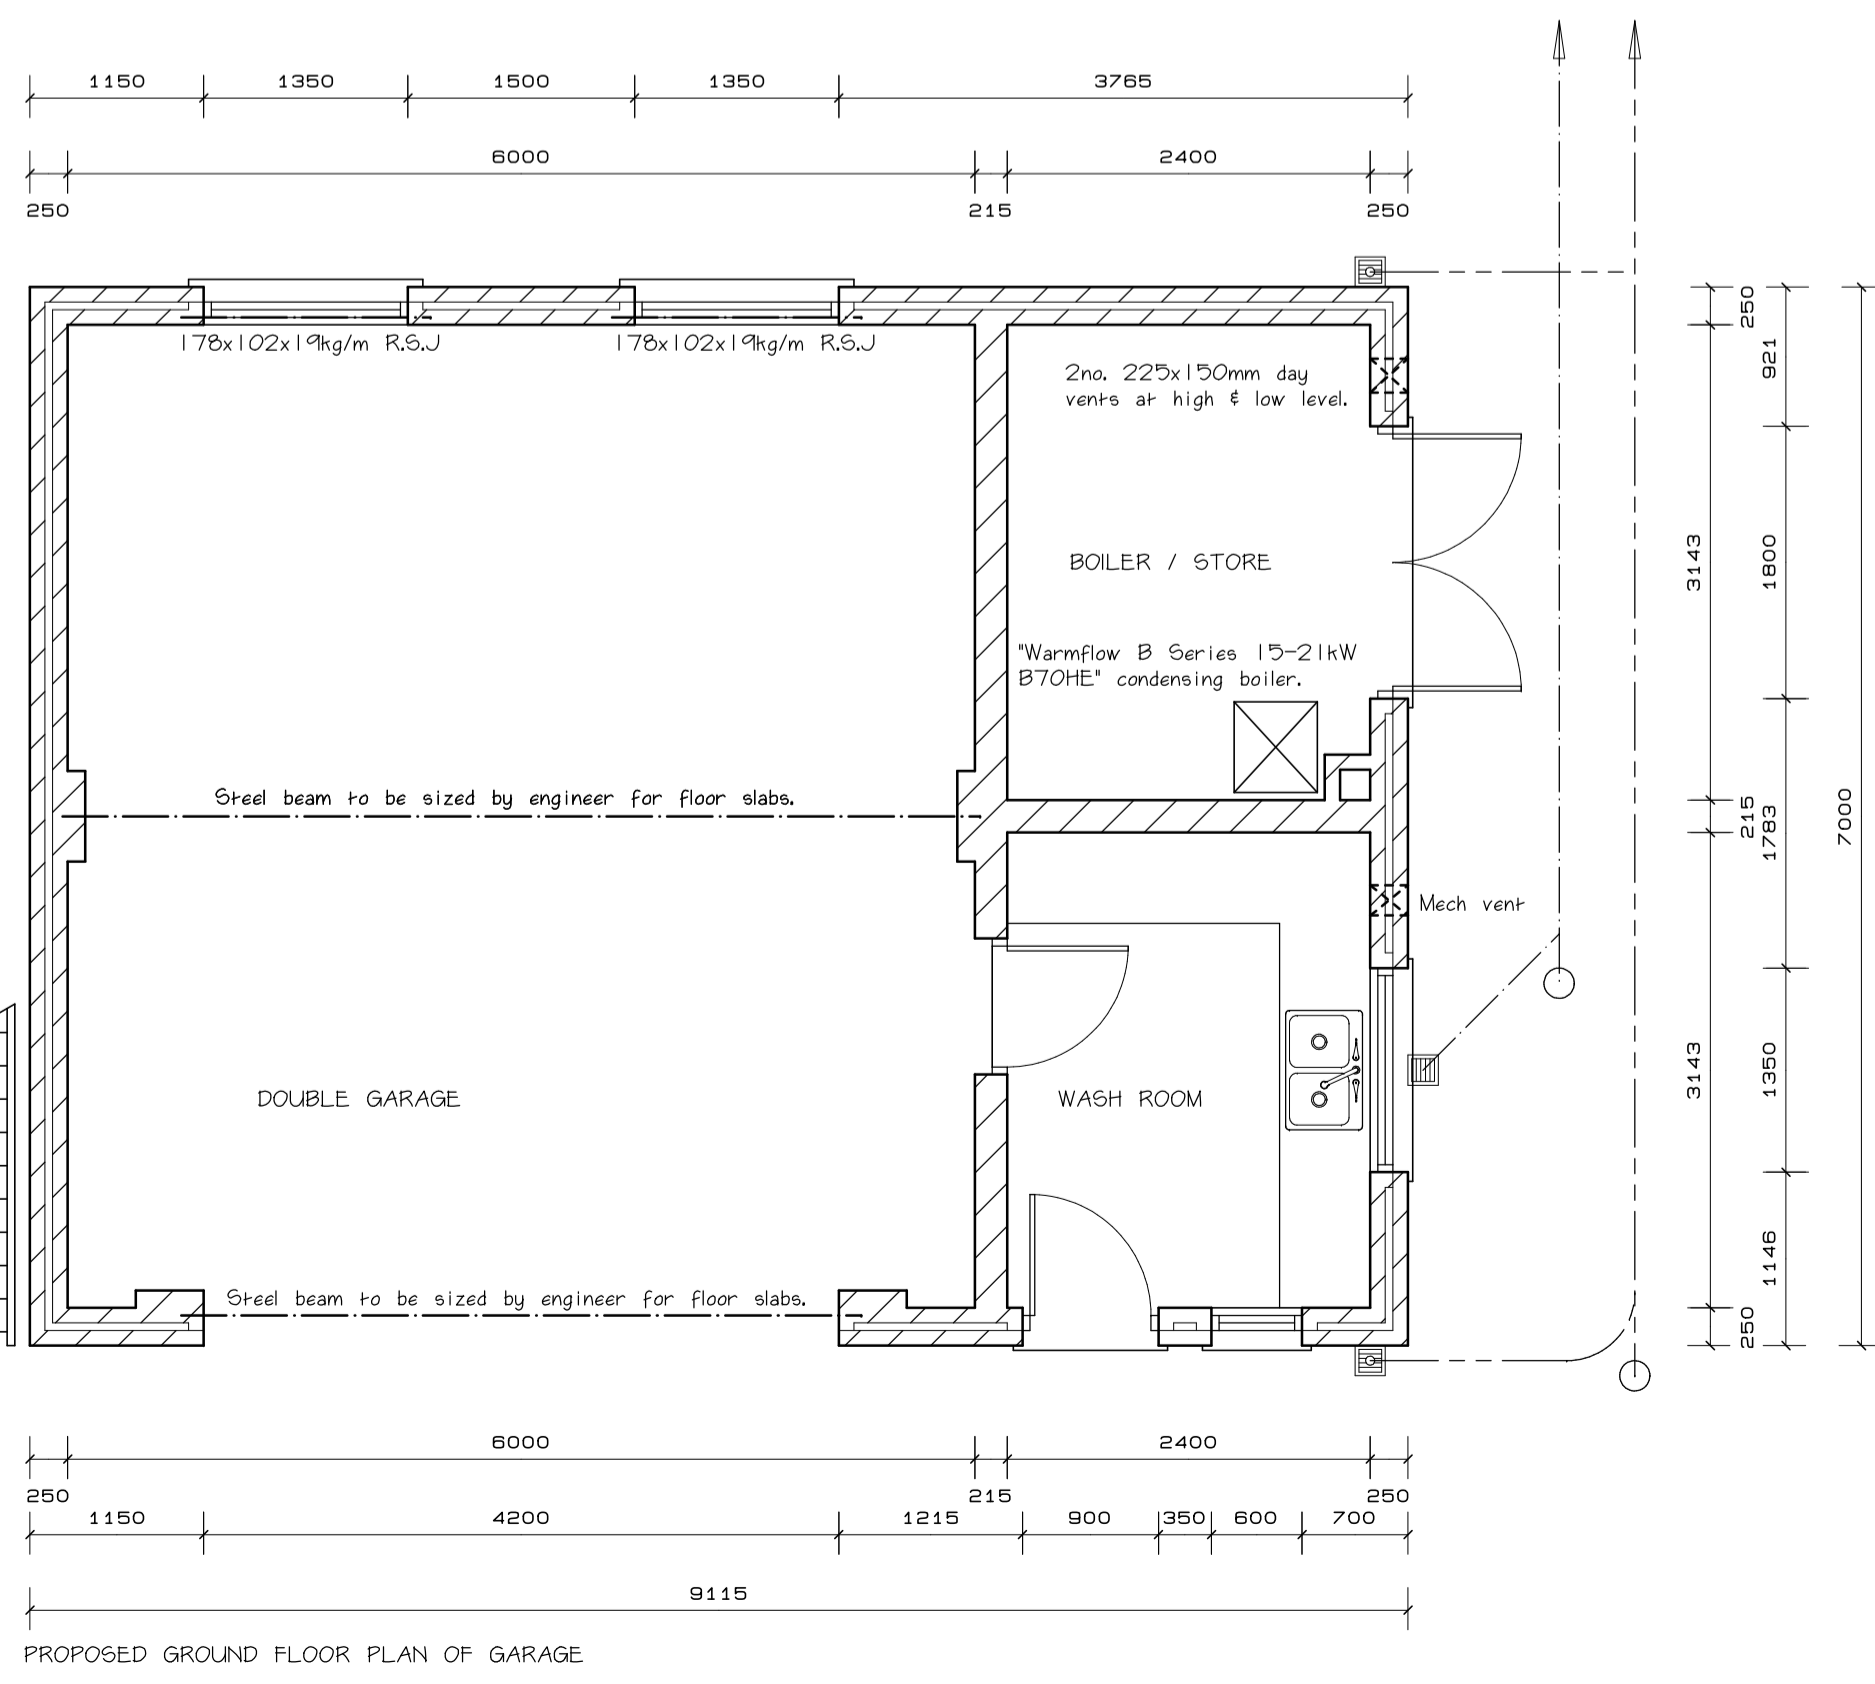 1150 1350 1500 1350 3765
6000 2400
250 215 250
178x102x19kg/m R.S.J 178x102x19kg/m R.S.J
2no. 225x150mm day
vents at high & low level.
BOILER / STORE
"Warmflow B Series 15-21kW
B70HE" condensing boiler.
Steel beam to be sized by engineer for floor slabs.
Mech vent
DOUBLE GARAGE
WASH ROOM
Steel beam to be sized by engineer for floor slabs.
250
3143
215
3143
250
921
1800
1783
1350
1146
7000
6000 2400
250 215 250
1150 4200 1215 900 350 600 700
9115
PROPOSED GROUND FLOOR PLAN OF GARAGE